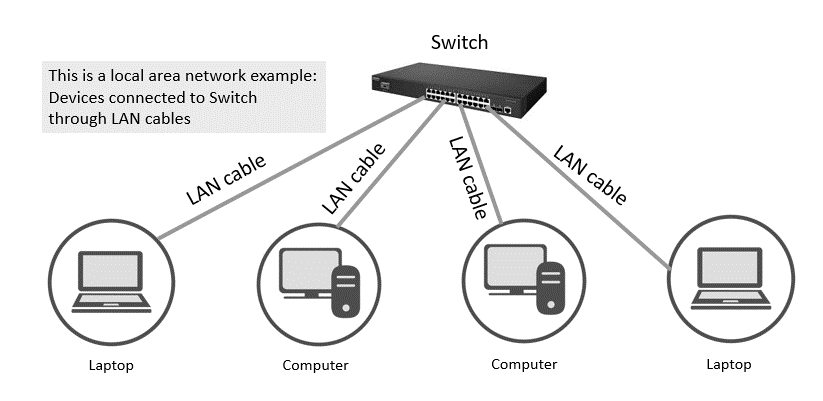 Switch
This is a local area network example:
Devices connected to Switch
through LAN cables
LAN cable
LAN cable
LAN cable
LAN cable
Laptop
Computer
Computer
Laptop